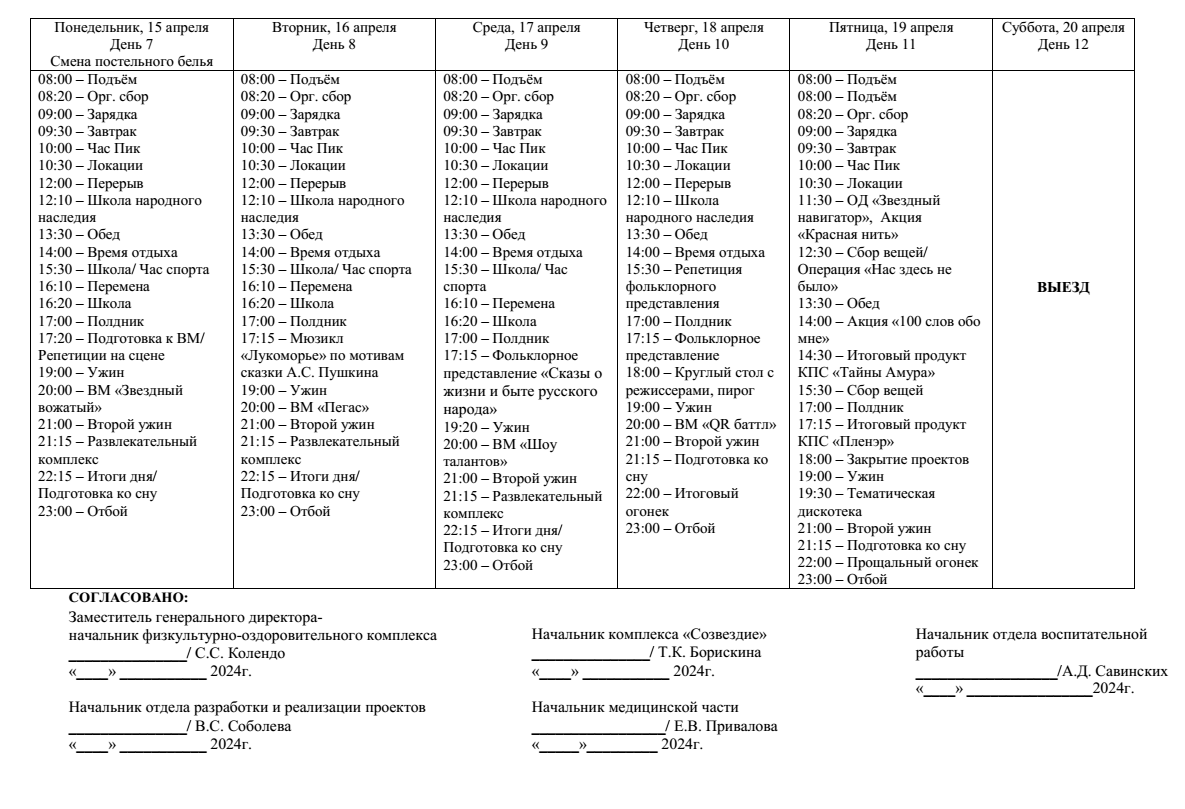 Понедельник, 15 апреля
День 7
Смена постельного белья
Вторник, 16 апреля
День 8
Среда, 17 апреля
День 9
Четверг, 18 апреля
День 10
Пятница, 19 апреля
День 11
Суббота, 20 апреля
День 12
08:00 – Подъём
08:20 – Орг. сбор
09:00 – Зарядка
09:30 – Завтрак
10:00 – Час Пик
10:30 – Локации
12:00 – Перерыв
12:10 – Школа народного
наследия
13:30 – Обед
14:00 – Время отдыха
15:30 – Школа/ Час спорта
16:10 – Перемена
16:20 – Школа
17:00 – Полдник
17:20 – Подготовка к ВМ/
Репетиции на сцене
19:00 – Ужин
20:00 – ВМ «Звездный
вожатый»
21:00 – Второй ужин
21:15 – Развлекательный
комплекс
22:15 – Итоги дня/
Подготовка ко сну
23:00 – Отбой
08:00 – Подъём
08:20 – Орг. сбор
09:00 – Зарядка
09:30 – Завтрак
10:00 – Час Пик
10:30 – Локации
12:00 – Перерыв
12:10 – Школа народного
наследия
13:30 – Обед
14:00 – Время отдыха
15:30 – Школа/ Час спорта
16:10 – Перемена
16:20 – Школа
17:00 – Полдник
17:15 – Мюзикл
«Лукоморье» по мотивам
сказки А.С. Пушкина
19:00 – Ужин
20:00 – ВМ «Пегас»
21:00 – Второй ужин
21:15 – Развлекательный
комплекс
22:15 – Итоги дня/
Подготовка ко сну
23:00 – Отбой
08:00 – Подъём
08:20 – Орг. сбор
09:00 – Зарядка
09:30 – Завтрак
10:00 – Час Пик
10:30 – Локации
12:00 – Перерыв
12:10 – Школа народного
наследия
13:30 – Обед
14:00 – Время отдыха
15:30 – Школа/ Час
спорта
16:10 – Перемена
16:20 – Школа
17:00 – Полдник
17:15 – Фольклорное
представление «Сказы о
жизни и быте русского
народа»
19:20 – Ужин
20:00 – ВМ «Шоу
талантов»
21:00 – Второй ужин
21:15 – Развлекательный
комплекс
22:15 – Итоги дня/
Подготовка ко сну
23:00 – Отбой
08:00 – Подъём
08:20 – Орг. сбор
09:00 – Зарядка
09:30 – Завтрак
10:00 – Час Пик
10:30 – Локации
12:00 – Перерыв
12:10 – Школа
народного наследия
13:30 – Обед
14:00 – Время отдыха
15:30 – Репетиция
фольклорного
представления
17:00 – Полдник
17:15 – Фольклорное
представление
18:00 – Круглый стол с
режиссерами, пирог
19:00 – Ужин
20:00 – ВМ «QR баттл»
21:00 – Второй ужин
21:15 – Подготовка ко
сну
22:00 – Итоговый
огонек
23:00 – Отбой
08:00 – Подъём
08:00 – Подъём
08:20 – Орг. сбор
09:00 – Зарядка
09:30 – Завтрак
10:00 – Час Пик
10:30 – Локации
11:30 – ОД «Звездный
навигатор», Акция
«Красная нить»
12:30 – Сбор вещей/
Операция «Нас здесь не
было»
13:30 – Обед
14:00 – Акция «100 слов обо
мне»
14:30 – Итоговый продукт
КПС «Тайны Амура»
15:30 – Сбор вещей
17:00 – Полдник
17:15 – Итоговый продукт
КПС «Пленэр»
18:00 – Закрытие проектов
19:00 – Ужин
19:30 – Тематическая
дискотека
21:00 – Второй ужин
21:15 – Подготовка ко сну
22:00 – Прощальный огонек
23:00 – Отбой
ВЫЕЗД
СОГЛАСОВАНО:
Заместитель генерального директора-
начальник физкультурно-оздоровительного комплекса
_______________/ С.С. Колендо
«____» ___________ 2024г.
Начальник комплекса «Созвездие»
_______________/ Т.К. Борискина
«____» ___________ 2024г.
Начальник отдела воспитательной
работы
__________________/А.Д. Савинских
«____» ________________2024г.
Начальник отдела разработки и реализации проектов
_______________/ В.С. Соболева
«____» ___________ 2024г.
Начальник медицинской части
_________________/ Е.В. Привалова
«_____»_________ 2024г.